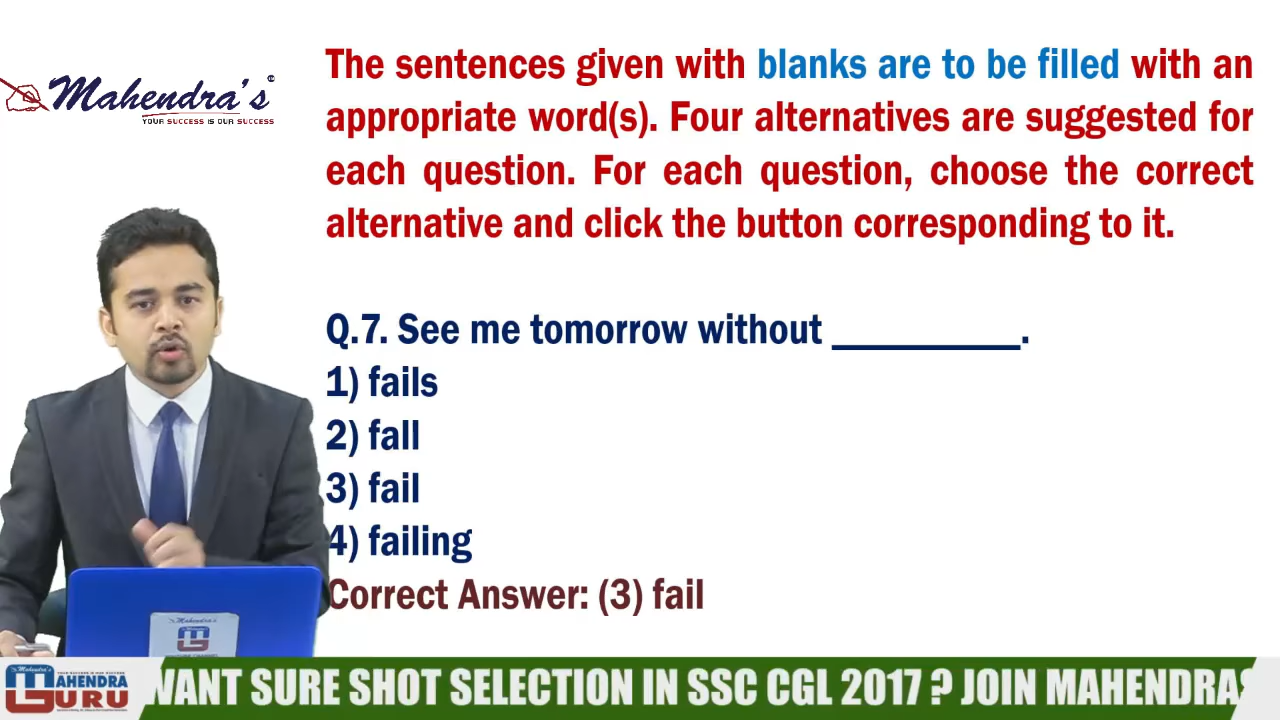 Mahendra's
YOUR SUCCESS IS OUR SUCCESS
The sentences given with blanks are to be filled with an
appropriate word(s). Four alternatives are suggested for
each question. For each question, choose the correct
alternative and click the button corresponding to it.
Q.7. See me tomorrow without __________.
1) fails
2) fall
3) fail
4) failing
Correct Answer: (3) fail
Mahendra's
Mahendra's
MAHENDRA
GURU
WANT SURE SHOT SELECTION IN SSC CGL 2017 ? JOIN MAHENDRAS